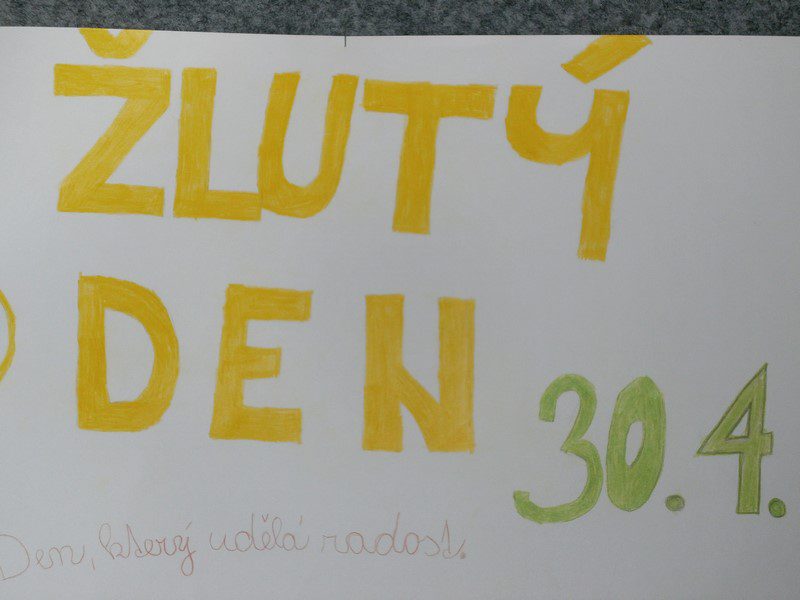 ŽLUTÝ
DEN
30.4.
Den, který udělá radost.